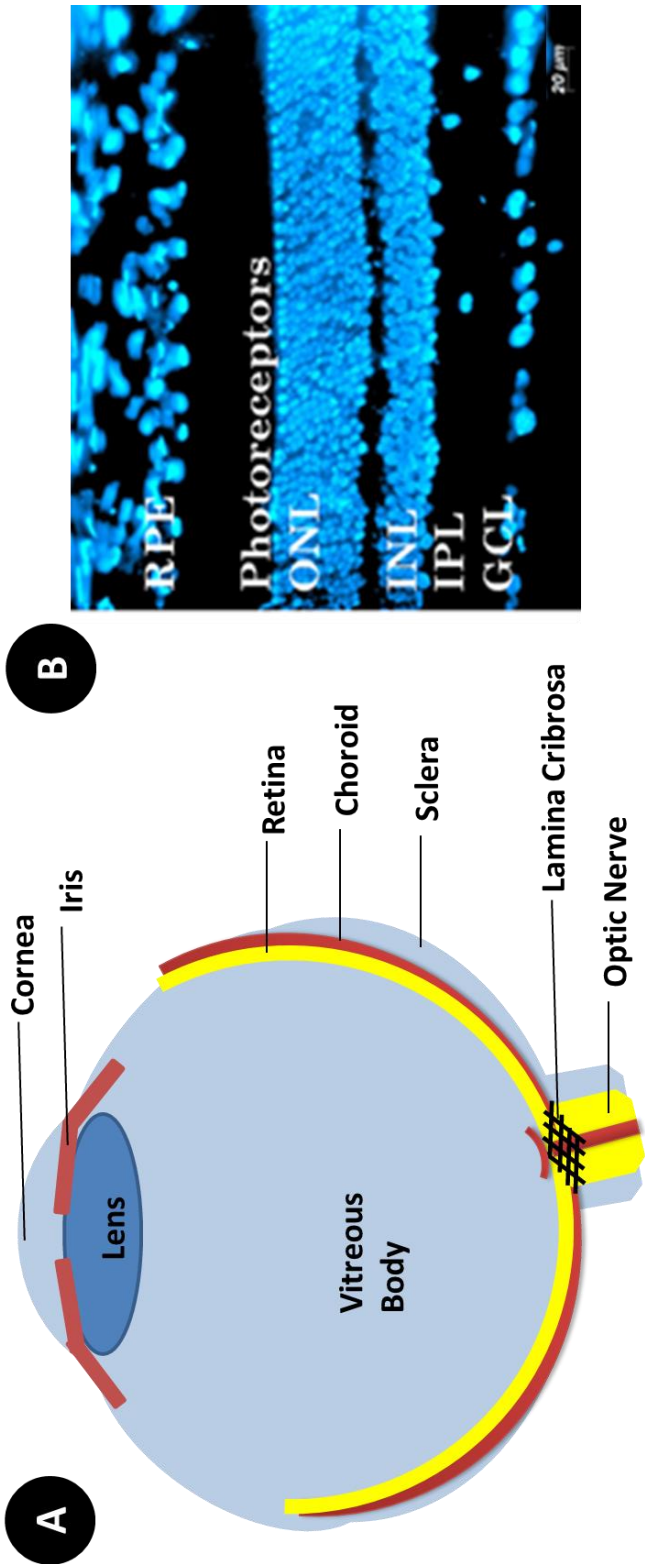 A
Cornea
Iris
Lens
Vitreous
Body
Retina
Choroid
Sclera
Lamina Cribrosa
Optic Nerve
B
RPE
Photoreceptors
ONL
INL
IPL
GCL
20 µm